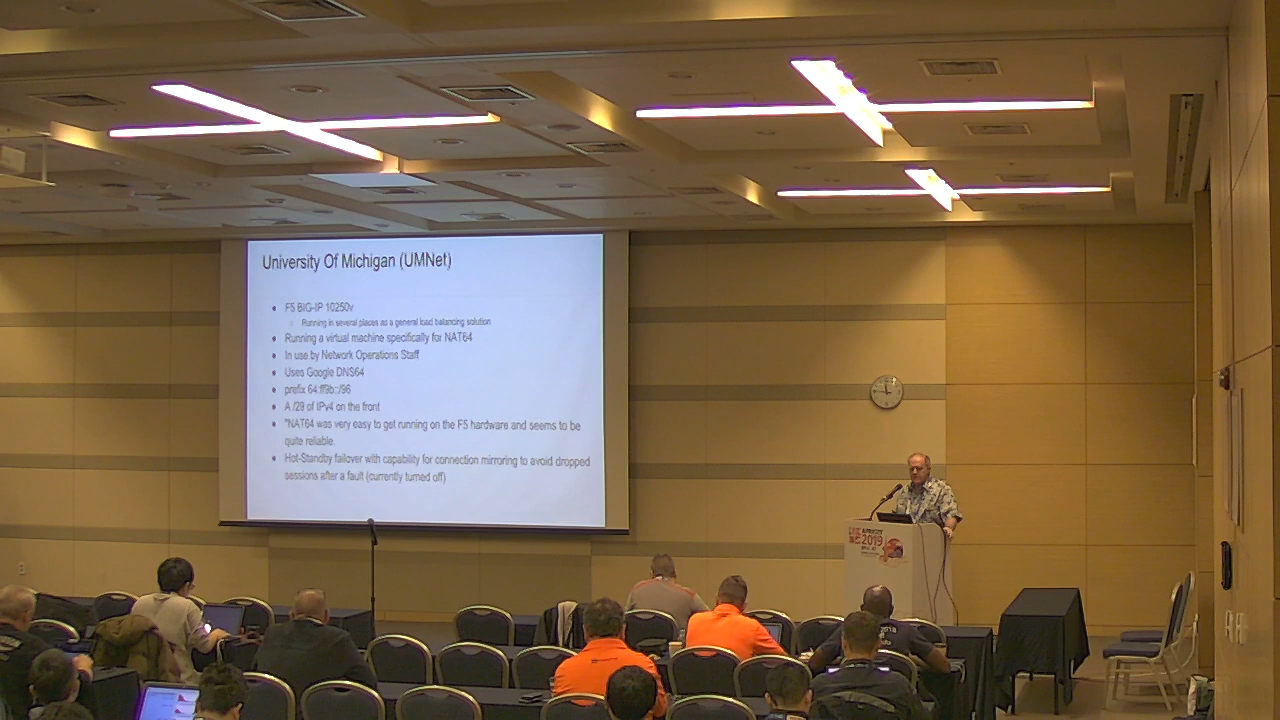 University Of Michigan (UMNet)
F5 BIG-IP 10250v
Running in several places as a general load balancing solution
Running a virtual machine specifically for NAT64
In use by Network Operations Staff
Uses Google DNS64
prefix 64:ff9b::/96
A /29 of IPv4 on the front
"NAT64 was very easy to get running on the F5 hardware and seems to be
quite reliable.
Hot-Standby failover with capability for connection mirroring to avoid dropped
sessions after a fault (currently turned off)
APRICOT
2019